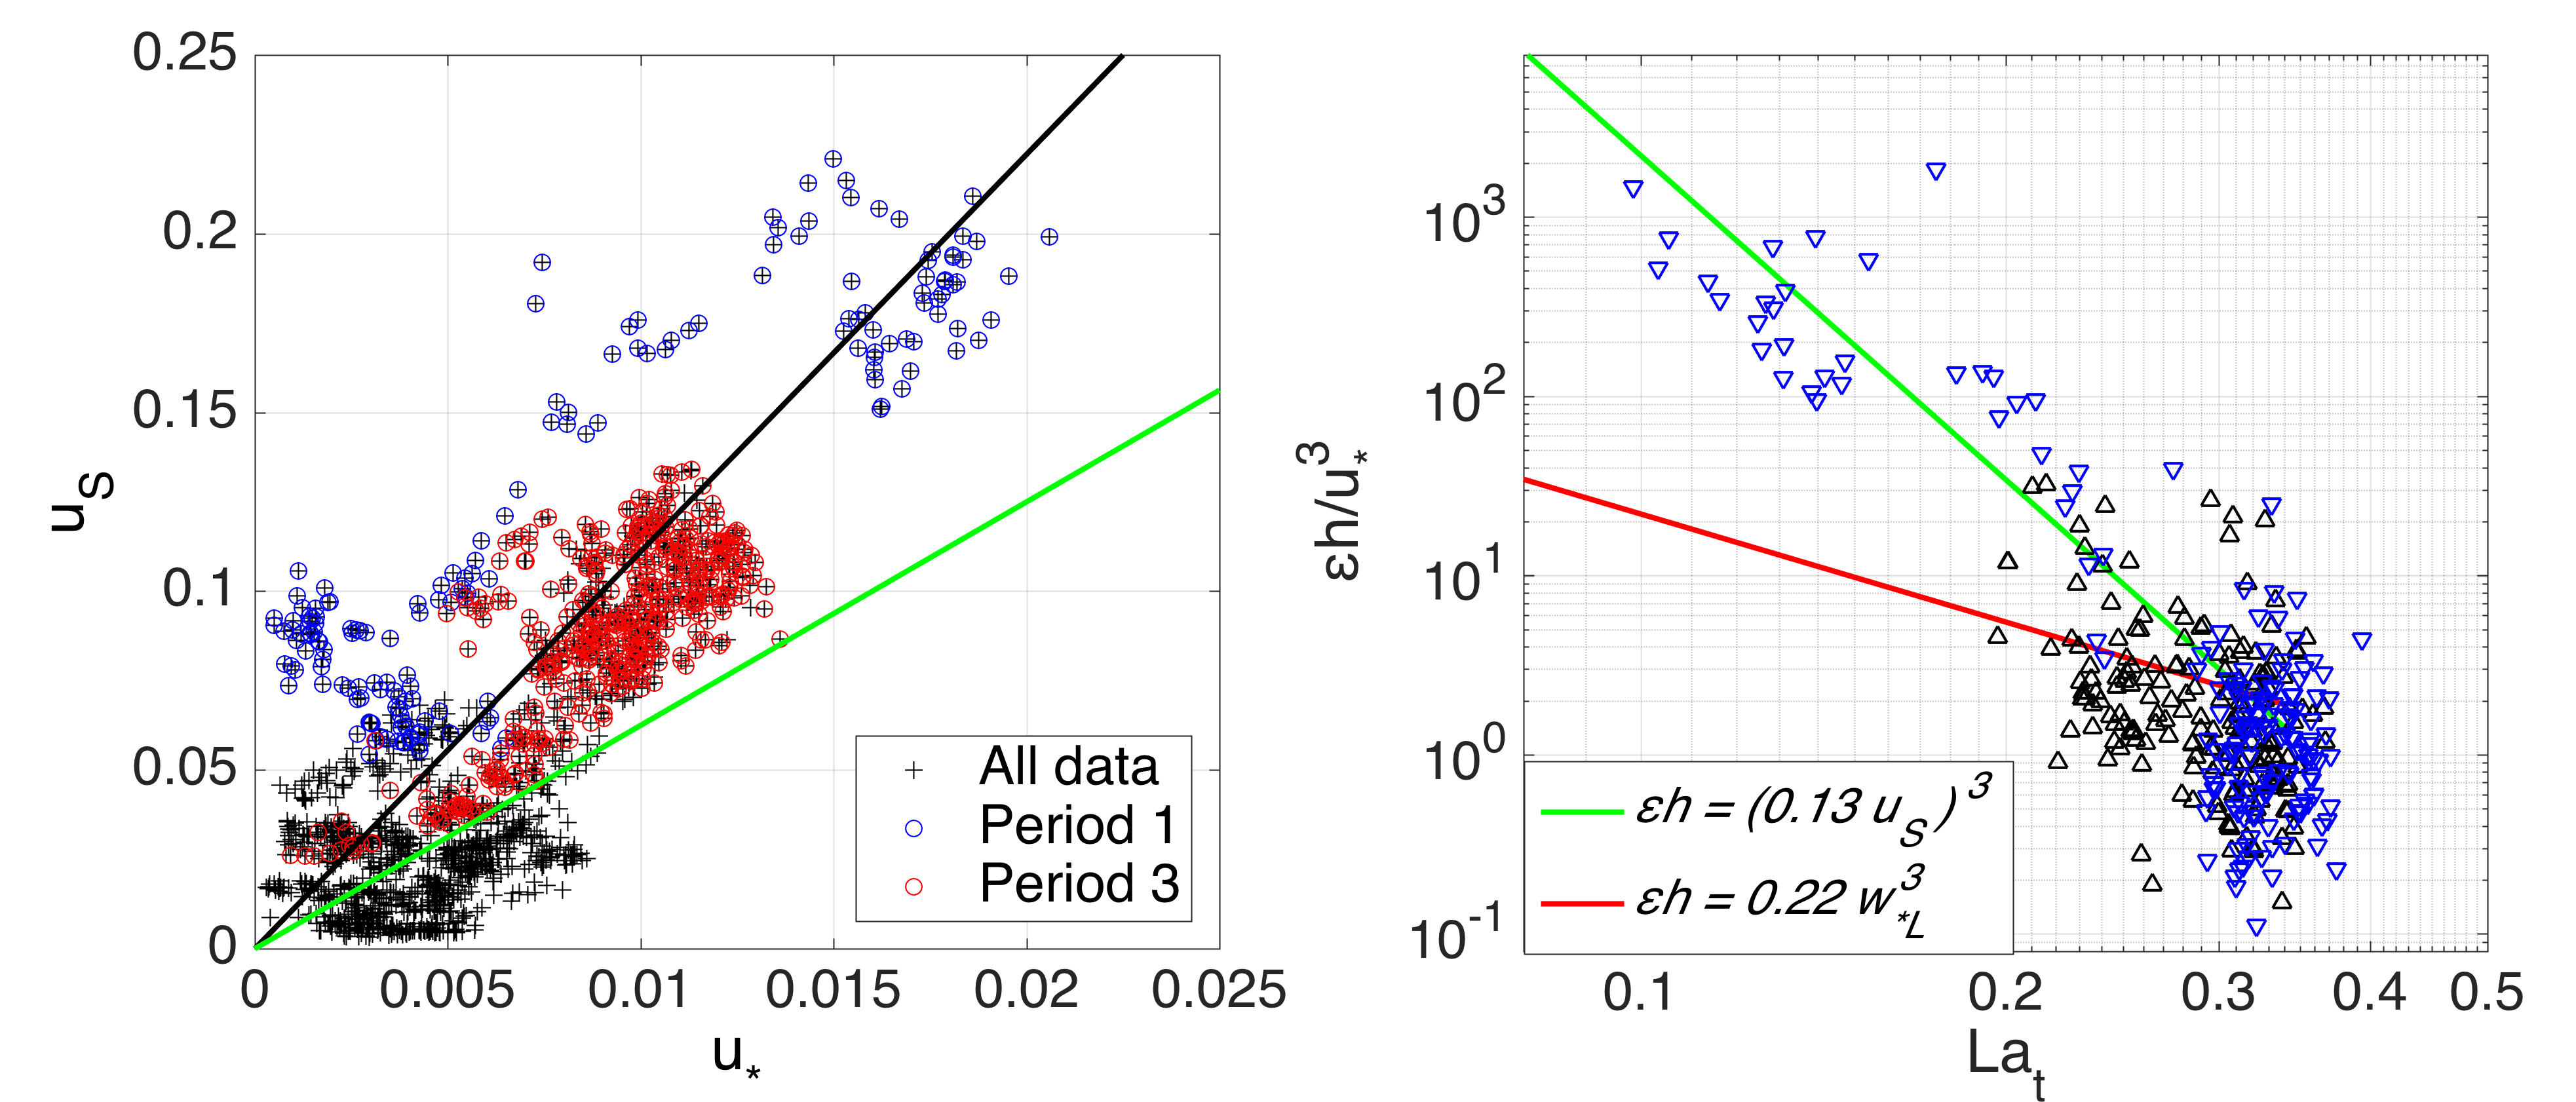 0.25
0.2
0.15
0.1
0.05
0
0 0.005 0.01 0.015 0.02 0.025
u_S
u_*
All data
Period 1
Period 3
10^3
10^2
10^1
10^0
10^-1
0.1 0.2 0.3 0.4 0.5
εh/u_*^3
La_t
εh = (0.13 u_S)^3
εh = 0.22 w_*L^3